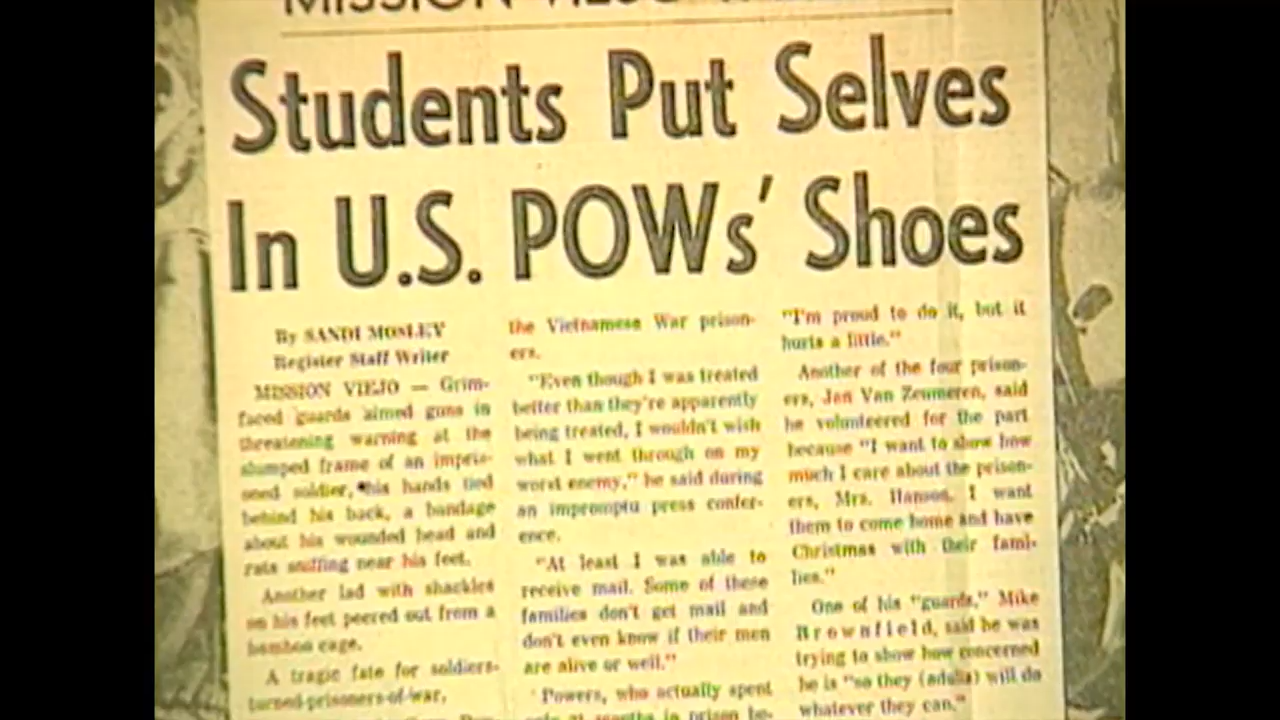 MISSION VIEJO
Students Put Selves
In U.S. POWs' Shoes
By SANDI MOSLEY
Register Staff Writer
MISSION VIEJO — Grim-
faced guards aimed guns in
threatening warning at the
slumped frame of an impris-
oned soldier, his hands tied
behind his back, a bandage
about his wounded head and
rats sniffing near his feet.
Another lad with shackles
on his feet peered out from a
bamboo cage.
A tragic fate for soldiers-
turned-prisoners-of-war.
the Vietnamese War prison-
ers.
"Even though I was treated
better than they're apparently
being treated, I wouldn't wish
what I went through on my
worst enemy," he said during
an impromptu press confer-
ence.
"At least I was able to
receive mail. Some of these
families don't get mail and
don't even know if their men
are alive or well."
Powers, who actually spent
only 21 months in prison be-
"I'm proud to do it, but it
hurts a little."
Another of the four prison-
ers, Jan Van Zeumeren, said
he volunteered for the part
because "I want to show how
much I care about the prison-
ers, Mrs. Hanson. I want
them to come home and have
Christmas with their fami-
lies."
One of his "guards," Mike
Brownfield, said he was
trying to show how concerned
he is "so they (adults) will do
whatever they can."